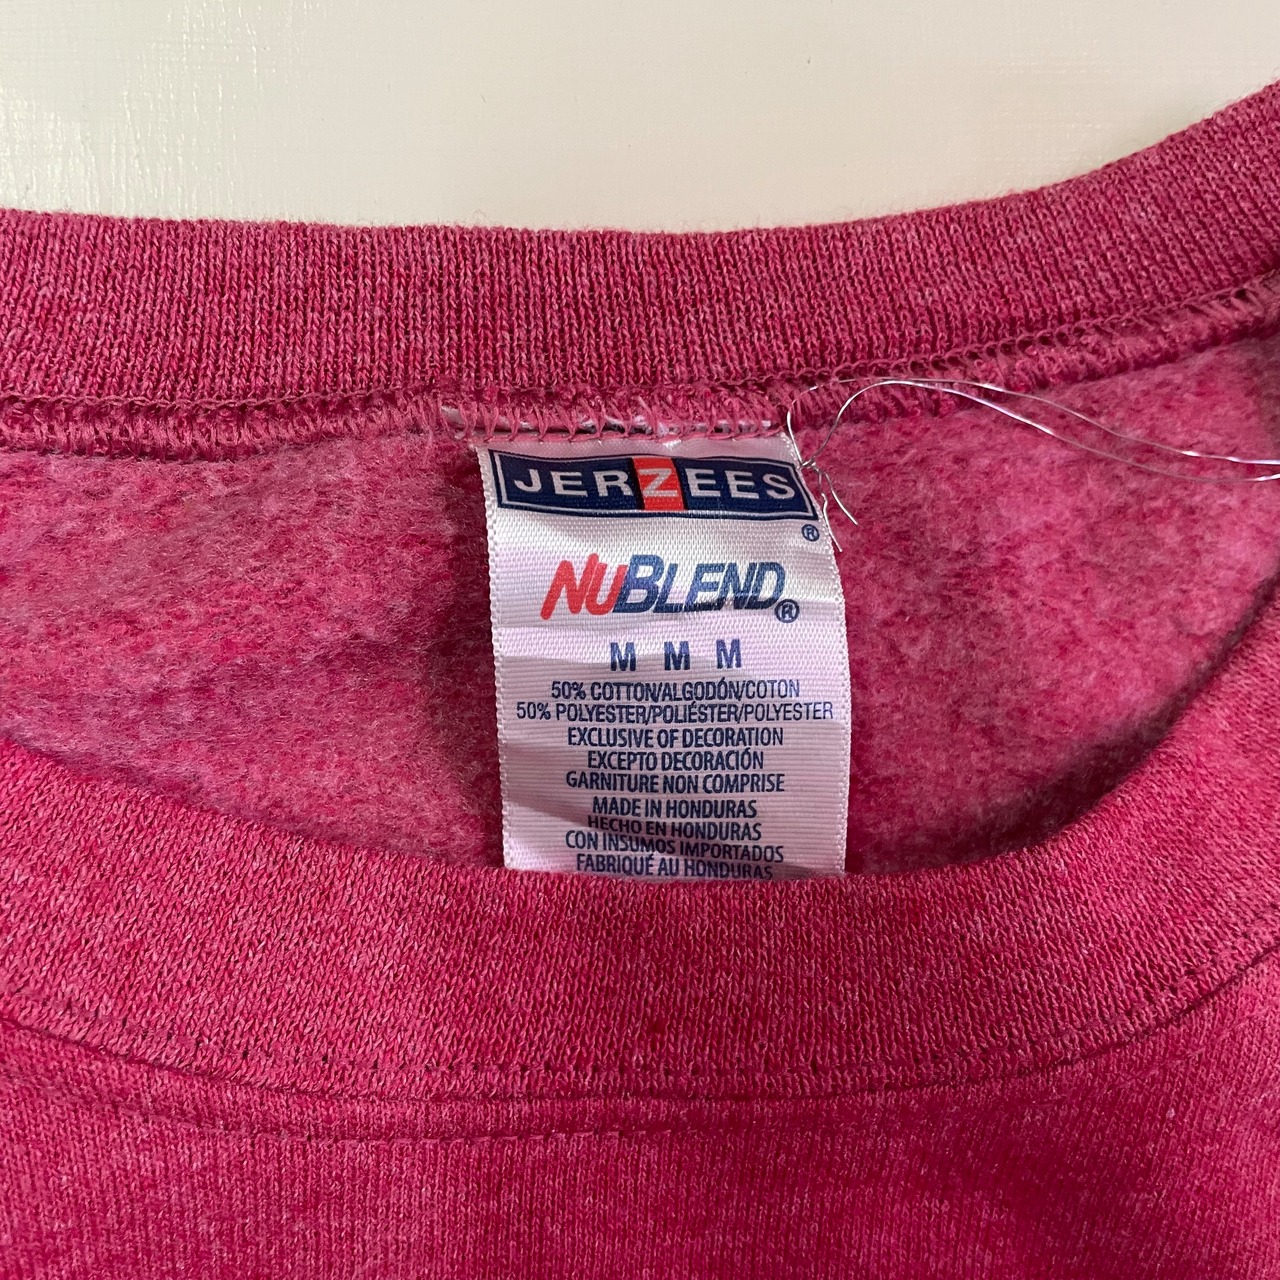 JERZEES
®
NUBLEND®
M M M
50% COTTON/ALGODÓN/COTON
50% POLYESTER/POLIÉSTER/POLYESTER
EXCLUSIVE OF DECORATION
EXCEPTO DECORACIÓN
GARNITURE NON COMPRISE
MADE IN HONDURAS
HECHO EN HONDURAS
CON INSUMOS IMPORTADOS
FABRIQUÉ AU HONDURAS